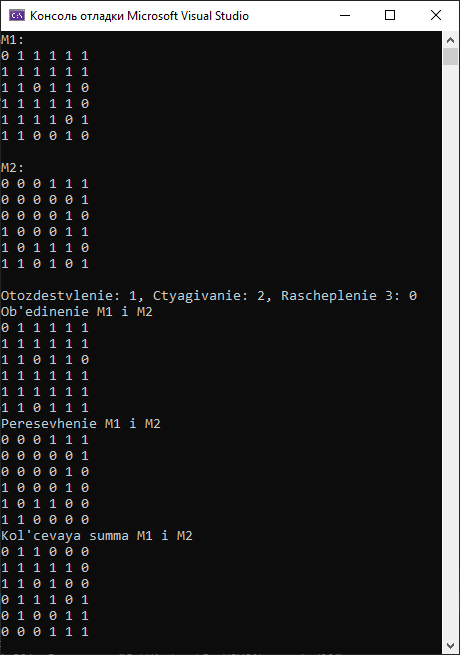 Консоль отладки Microsoft Visual Studio
M1:
0 1 1 1 1 1
1 1 1 1 1 1
1 1 0 1 1 0
1 1 1 1 1 0
1 1 1 1 0 1
1 1 0 0 1 0
M2:
0 0 0 1 1 1
0 0 0 0 0 1
0 0 0 0 1 0
1 0 0 0 1 1
1 0 1 1 1 0
1 1 0 1 0 1
Otozdestvlenie: 1, Ctyagivanie: 2, Rascheplenie 3: 0
Ob'edinenie M1 i M2
0 1 1 1 1 1
1 1 1 1 1 1
1 1 0 1 1 0
1 1 1 1 1 1
1 1 1 1 1 1
1 1 0 1 1 1
Peresevhenie M1 i M2
0 0 0 1 1 1
0 0 0 0 0 1
0 0 0 0 1 0
1 0 0 0 1 0
1 0 1 1 0 0
1 1 0 0 0 0
Kol'cevaya summa M1 i M2
0 1 1 0 0 0
1 1 1 1 1 0
1 1 0 1 0 0
0 1 1 1 0 1
0 1 0 0 1 1
0 0 0 1 1 1